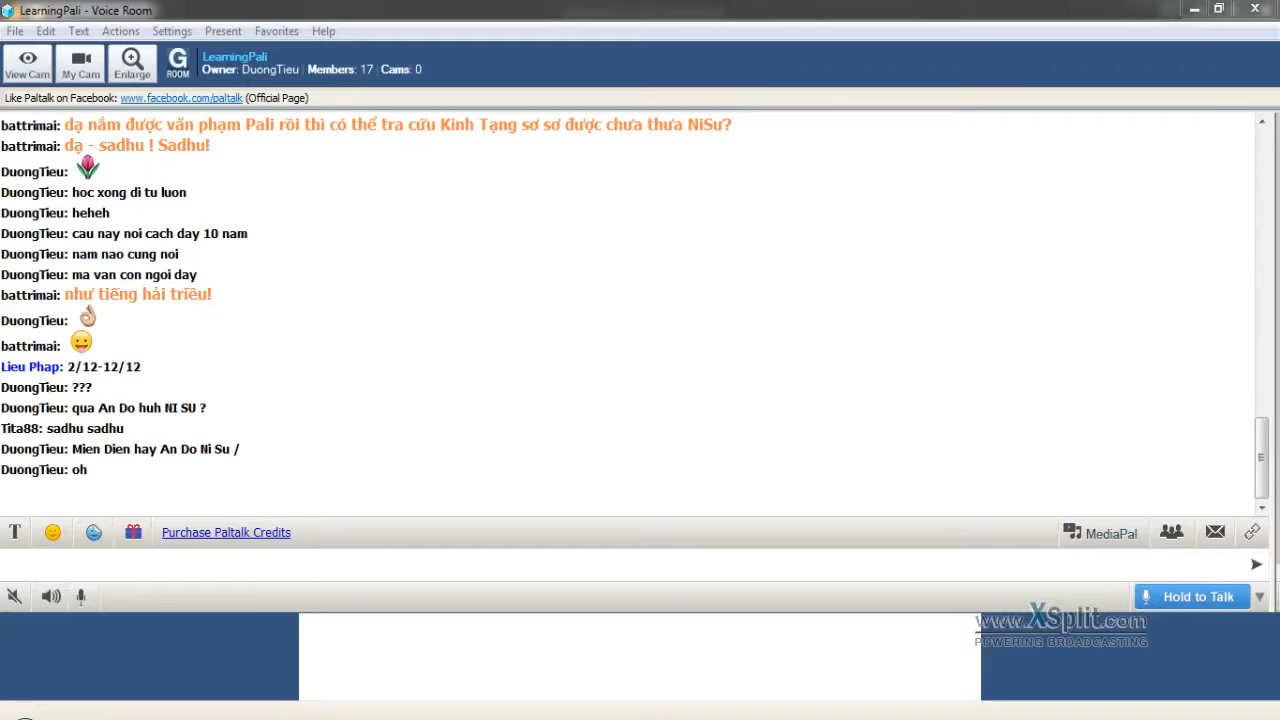 LearningPali - Voice Room
File Edit Text Actions Settings Present Favorites Help
View Cam My Cam Enlarge G ROOM
LearningPali
Owner: DuongTieu Members: 17 Cams: 0
Like Paltalk on Facebook: www.facebook.com/paltalk (Official Page)
battrimai: dạ nắm được văn phạm Pali rồi thì có thể tra cứu Kinh Tạng sơ sơ được chưa thưa NiSu?
battrimai: dạ - sadhu ! Sadhu!
DuongTieu:
DuongTieu: hoc xong di tu luon
DuongTieu: heheh
DuongTieu: cau nay noi cach day 10 nam
DuongTieu: nam nao cung noi
DuongTieu: ma van con ngoi day
battrimai: như tiếng hải triều!
DuongTieu:
battrimai:
Lieu Phap: 2/12-12/12
DuongTieu: ???
DuongTieu: qua An Do huh NI SU ?
Tita88: sadhu sadhu
DuongTieu: Mien Dien hay An Do Ni Su /
DuongTieu: oh
T Purchase Paltalk Credits MediaPal
Hold to Talk
www.XSplit.com
POWERING BROADCASTING